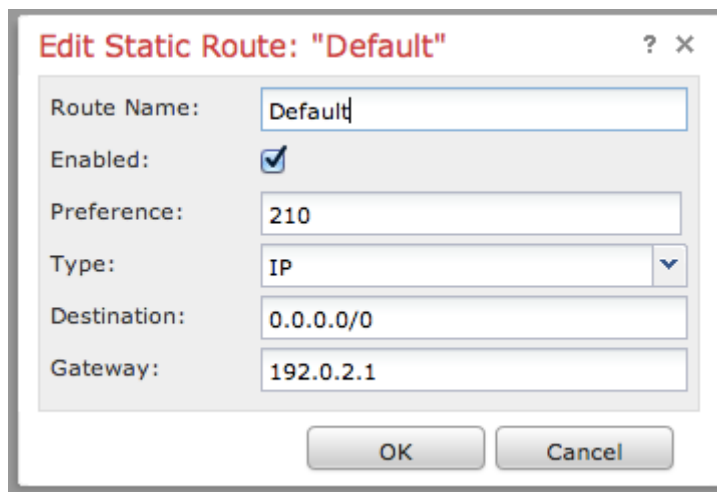 Edit Static Route: "Default" ? ×
Route Name: Default
Enabled:
Preference: 210
Type: IP
Destination: 0.0.0.0/0
Gateway: 192.0.2.1
OK Cancel